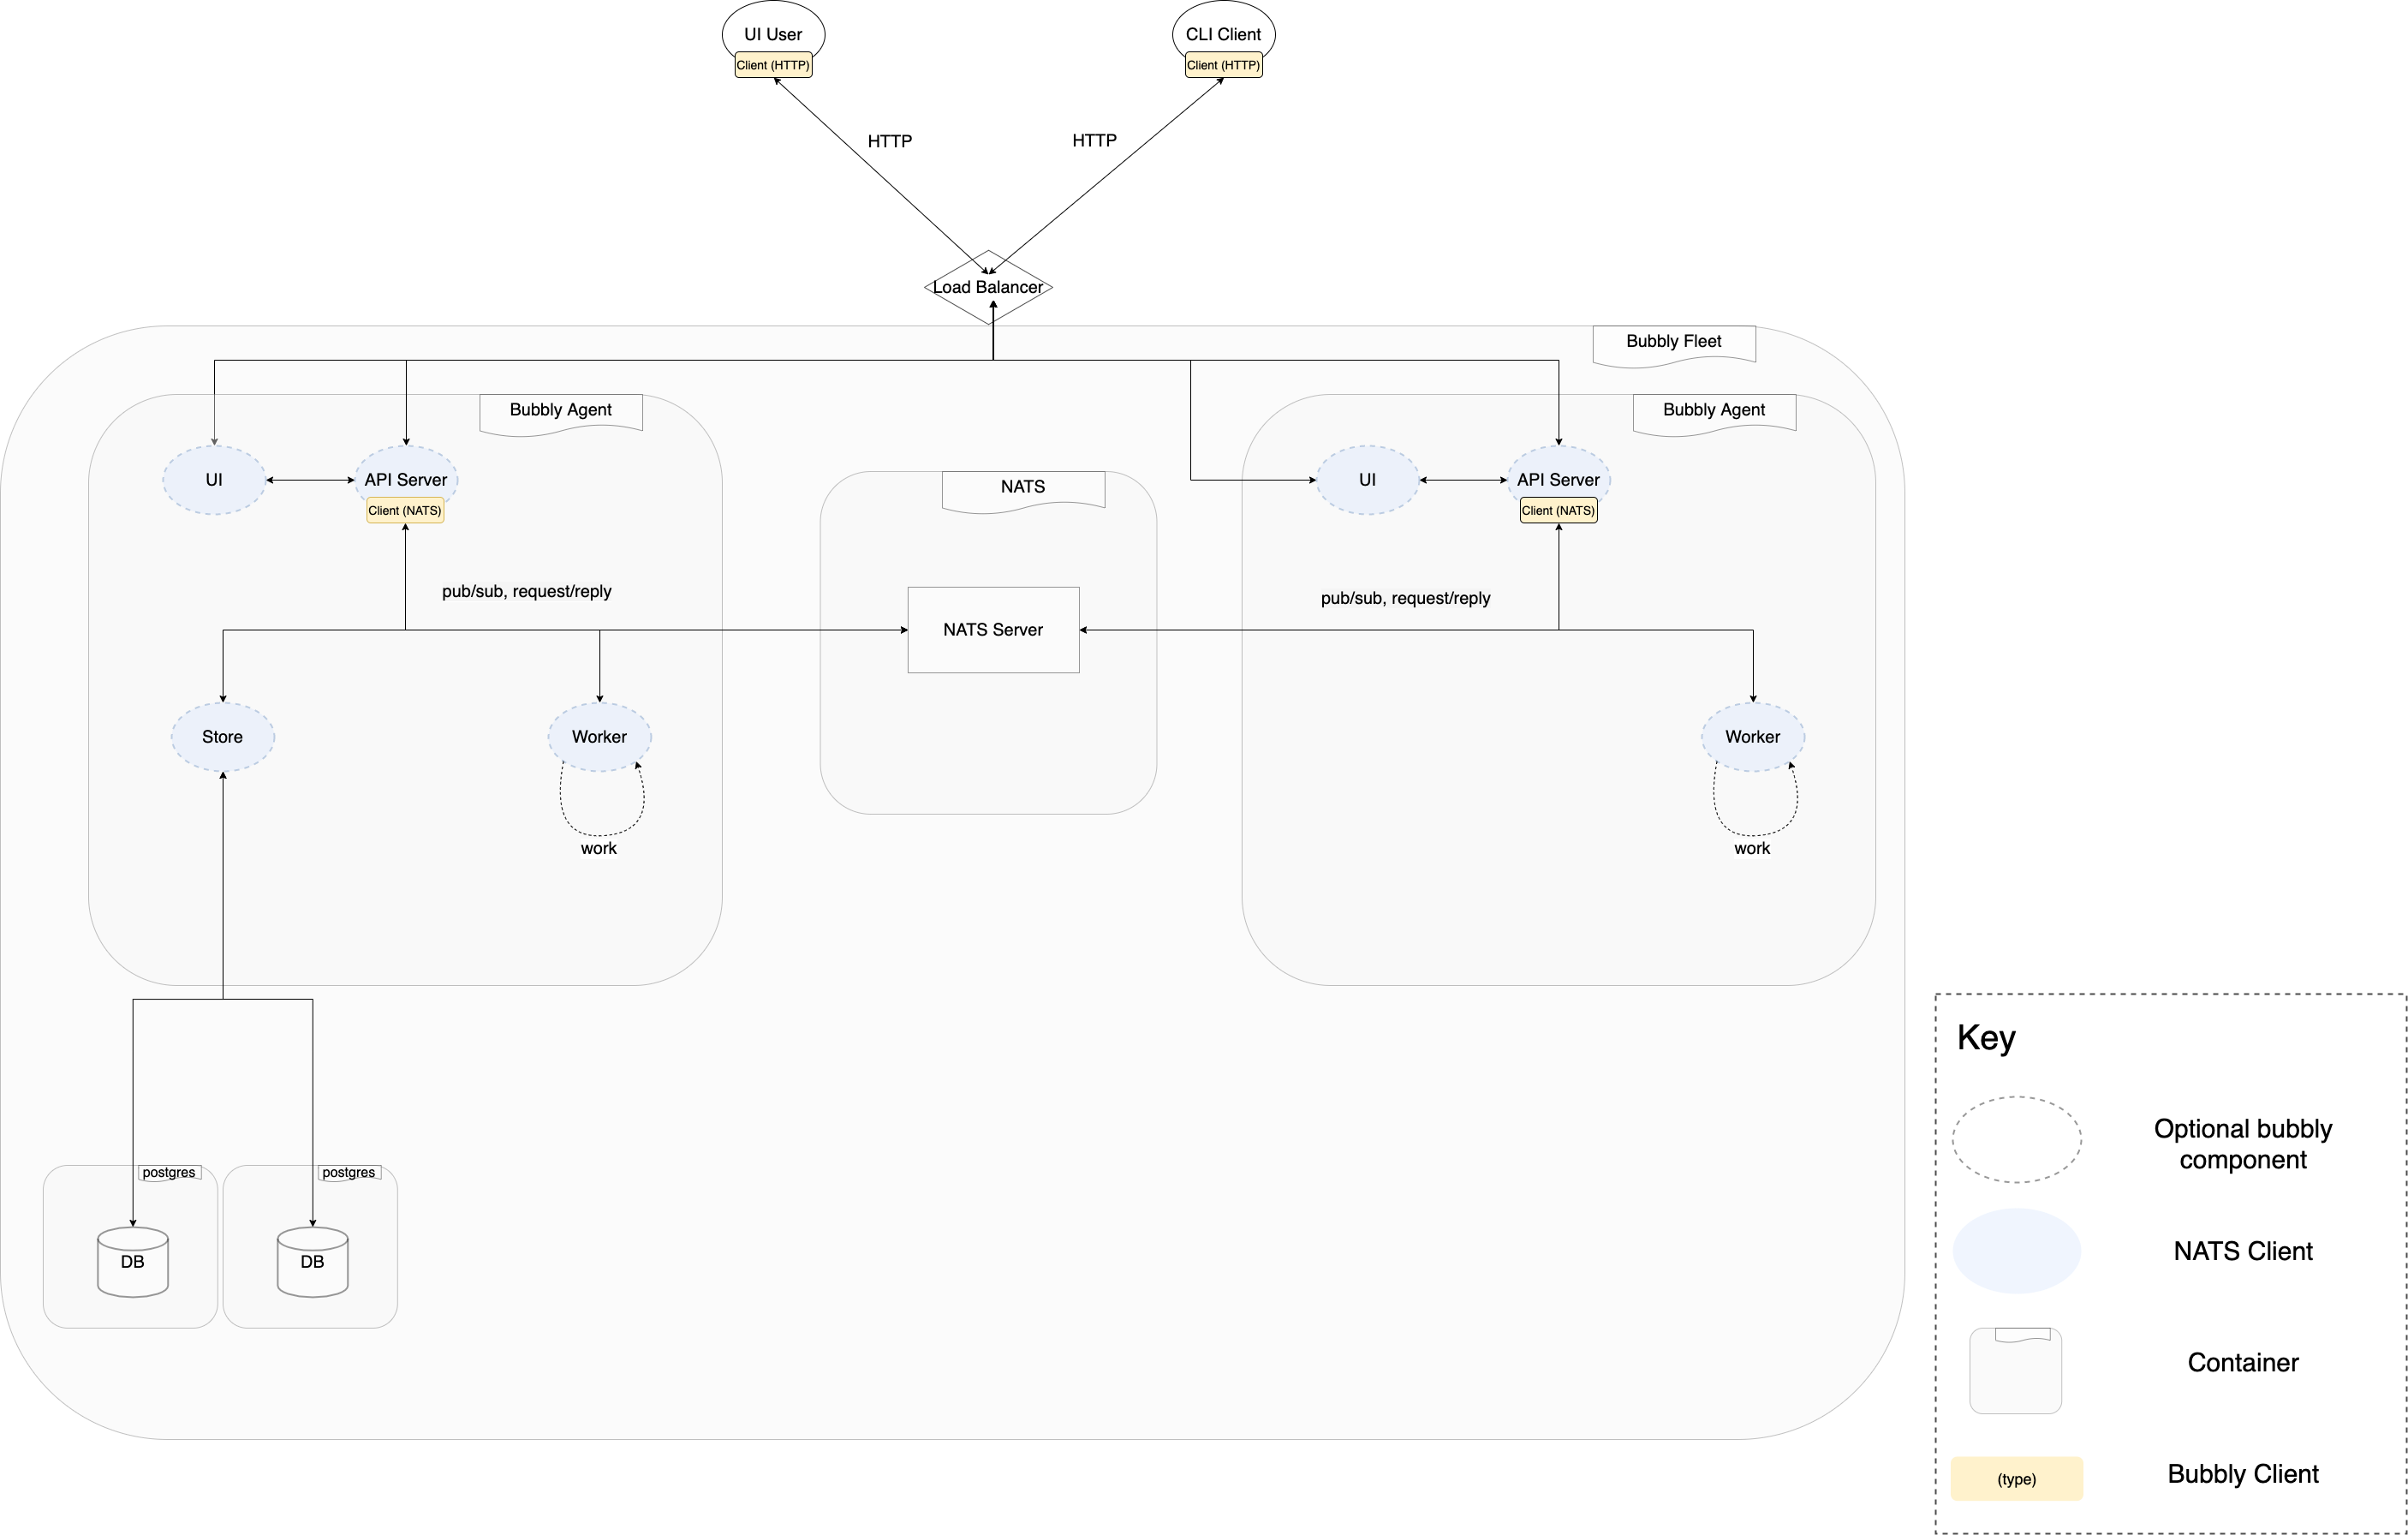 UI User
Client (HTTP)
CLI Client
Client (HTTP)
HTTP
HTTP
Load Balancer
Bubbly Fleet
Bubbly Agent
Bubbly Agent
UI
API Server
Client (NATS)
NATS
UI
API Server
Client (NATS)
pub/sub, request/reply
pub/sub, request/reply
NATS Server
Store
Worker
work
Worker
work
postgres
postgres
DB
DB
Key
Optional bubbly
component
NATS Client
Container
(type)
Bubbly Client